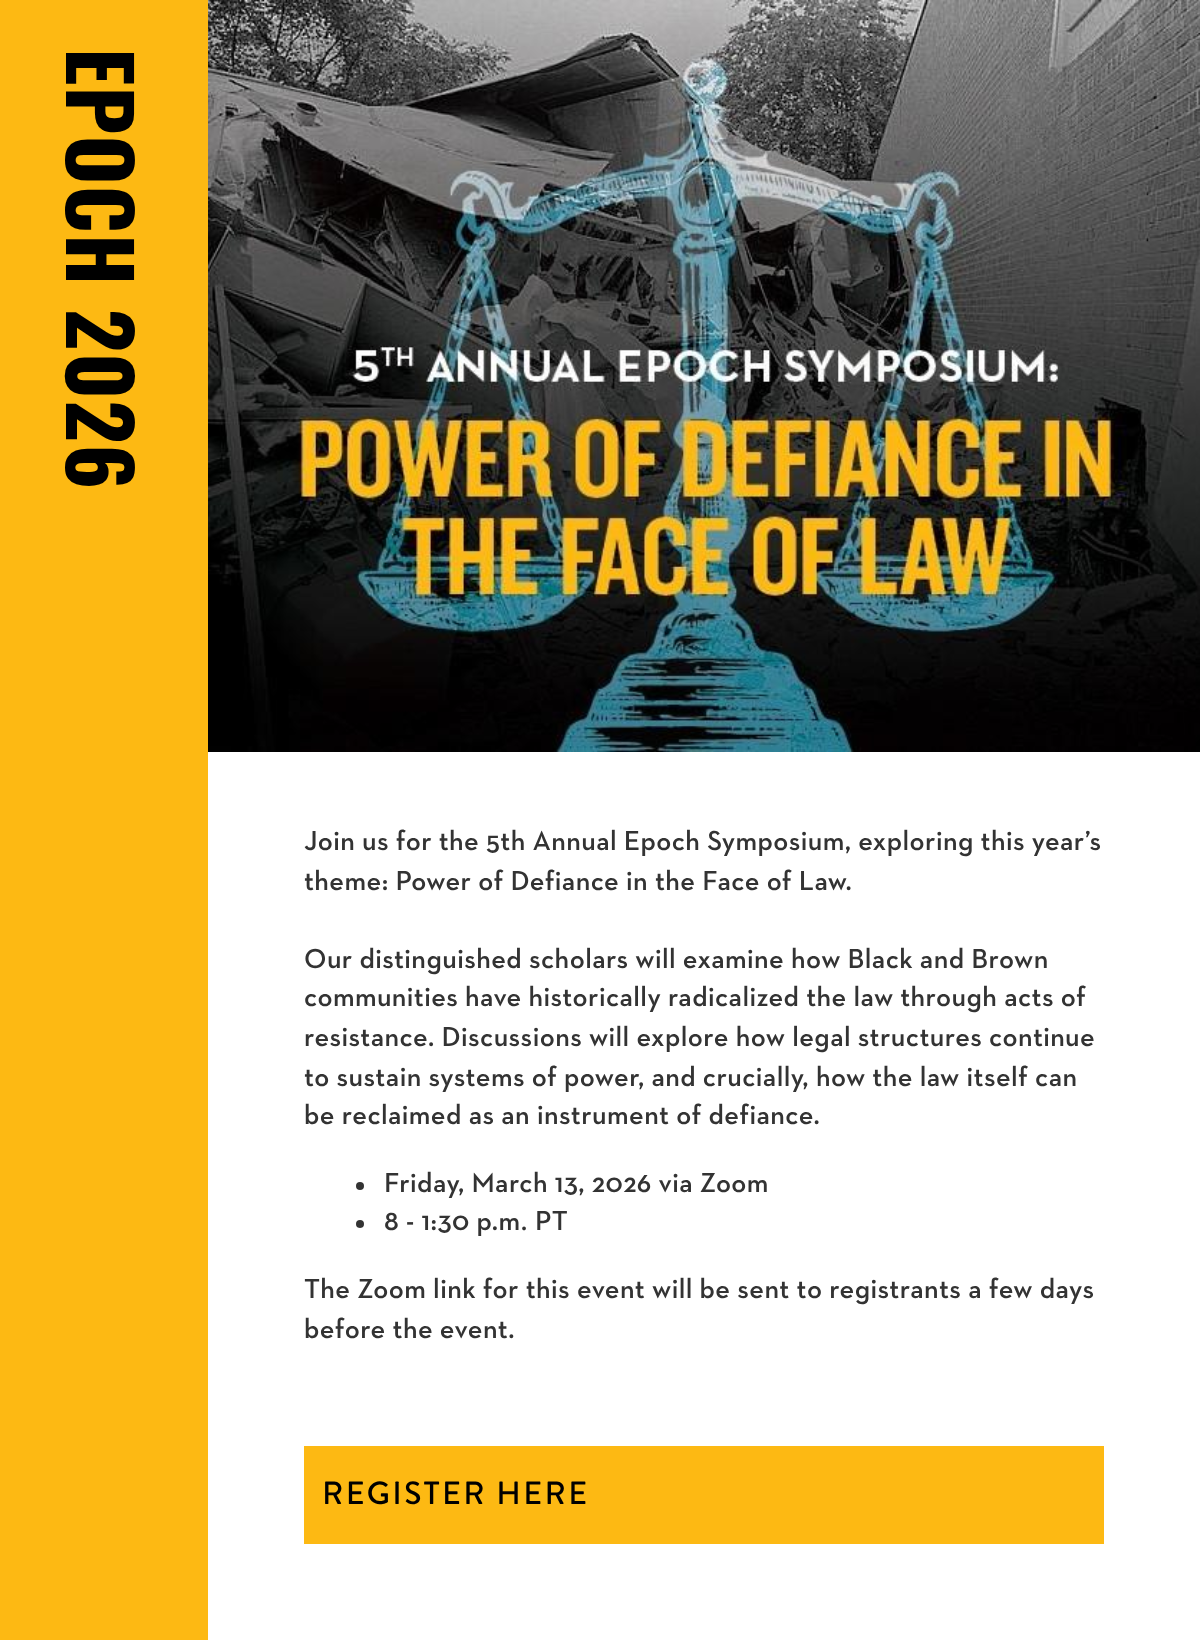 EPOCH 2026
5TH ANNUAL EPOCH SYMPOSIUM:
POWER OF DEFIANCE IN
THE FACE OF LAW
Join us for the 5th Annual Epoch Symposium, exploring this year’s
theme: Power of Defiance in the Face of Law.
Our distinguished scholars will examine how Black and Brown
communities have historically radicalized the law through acts of
resistance. Discussions will explore how legal structures continue
to sustain systems of power, and crucially, how the law itself can
be reclaimed as an instrument of defiance.
• Friday, March 13, 2026 via Zoom
• 8 - 1:30 p.m. PT
The Zoom link for this event will be sent to registrants a few days
before the event.
REGISTER HERE